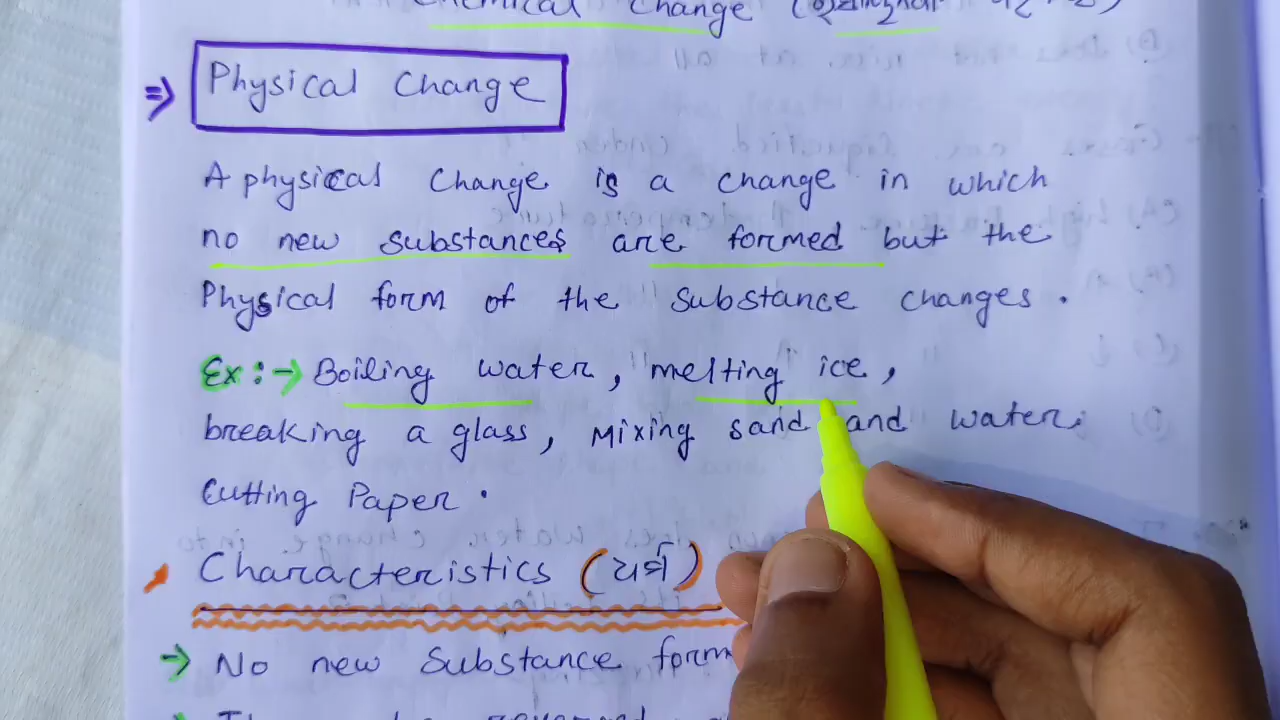 Chemical Change (
⇒ Physical Change
A physical Change is a change in which
no new substances are formed but the
Physical form of the substance changes.
Ex:→ Boiling water, melting ice,
breaking a glass, Mixing sand and water,
Cutting Paper.
Characteristics (
→ No new Substance form